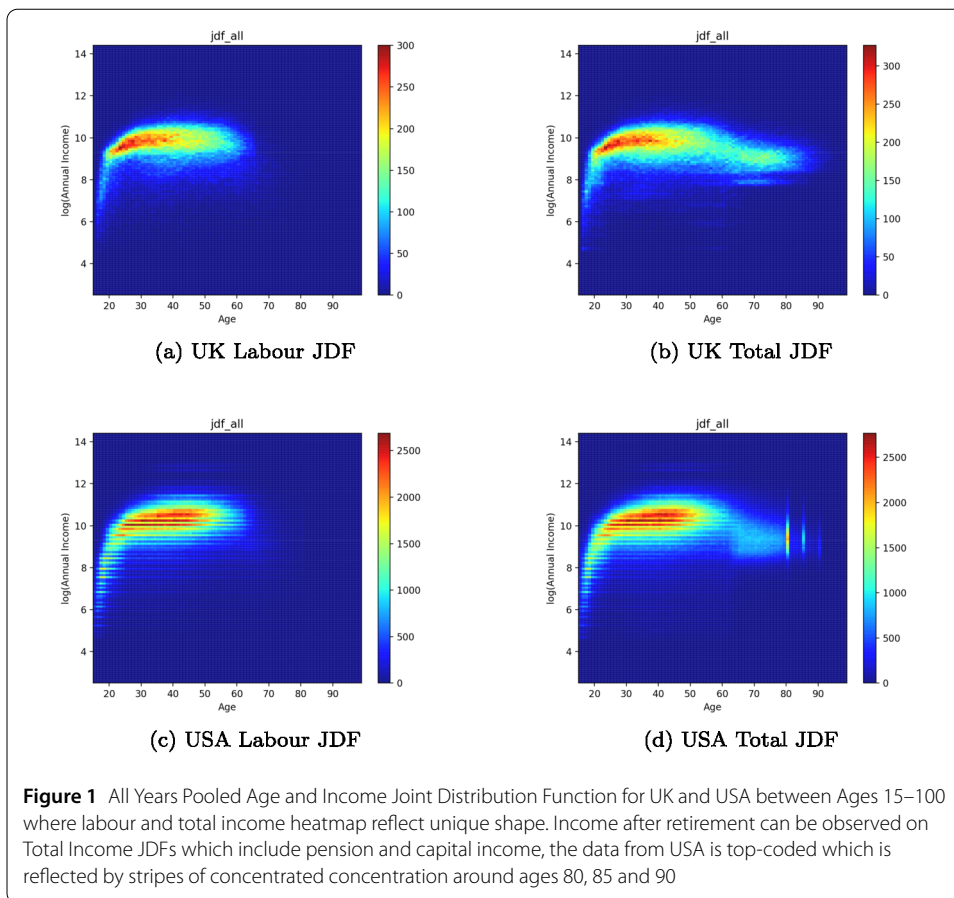 jdf_all
14
12
10
8
6
4
log(Annual Income)
20 30 40 50 60 70 80 90
Age
300
250
200
150
100
50
0
(a) UK Labour JDF
jdf_all
14
12
10
8
6
4
log(Annual Income)
20 30 40 50 60 70 80 90
Age
300
250
200
150
100
50
0
(b) UK Total JDF
jdf_all
14
12
10
8
6
4
log(Annual Income)
20 30 40 50 60 70 80 90
Age
2500
2000
1500
1000
500
0
(c) USA Labour JDF
jdf_all
14
12
10
8
6
4
log(Annual Income)
20 30 40 50 60 70 80 90
Age
2500
2000
1500
1000
500
0
(d) USA Total JDF
Figure 1 All Years Pooled Age and Income Joint Distribution Function for UK and USA between Ages 15–100
where labour and total income heatmap reflect unique shape. Income after retirement can be observed on
Total Income JDFs which include pension and capital income, the data from USA is top-coded which is
reflected by stripes of concentrated concentration around ages 80, 85 and 90